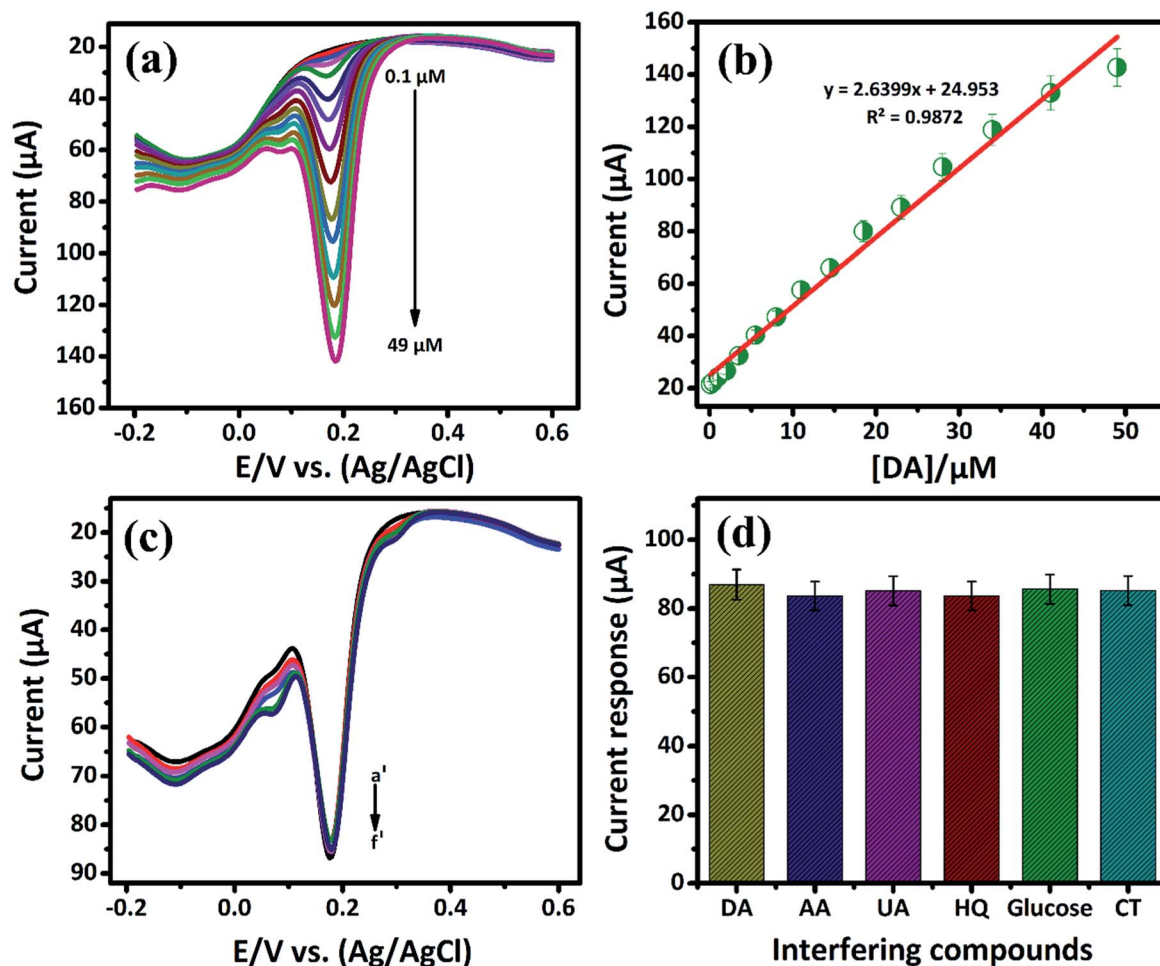 (a)
0.1 µM
49 µM
20
40
60
80
100
120
140
160
-0.2
0.0
0.2
0.4
0.6
Current (µA)
E/V vs. (Ag/AgCl)
(b)
y = 2.6399x + 24.953
R² = 0.9872
160
140
120
100
80
60
40
20
0
10
20
30
40
50
Current (µA)
[DA]/µM
(c)
a'
f'
20
30
40
50
60
70
80
90
-0.2
0.0
0.2
0.4
0.6
Current (µA)
E/V vs. (Ag/AgCl)
(d)
100
80
60
40
20
0
DA
AA
UA
HQ
Glucose
CT
Current response (µA)
Interfering compounds